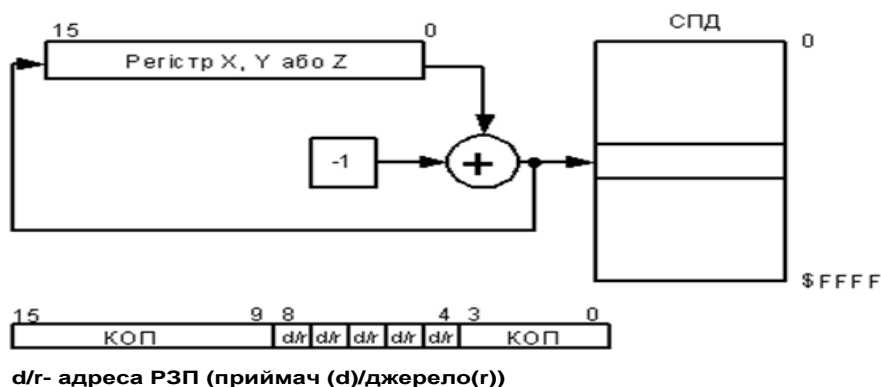 СПД
15 0 0
Регістр X, Y або Z
-1
+
$FFFF
15 9 8 4 3 0
КОП d/r d/r d/r d/r d/r КОП
d/r- адреса РЗП (приймач (d)/джерело(r))